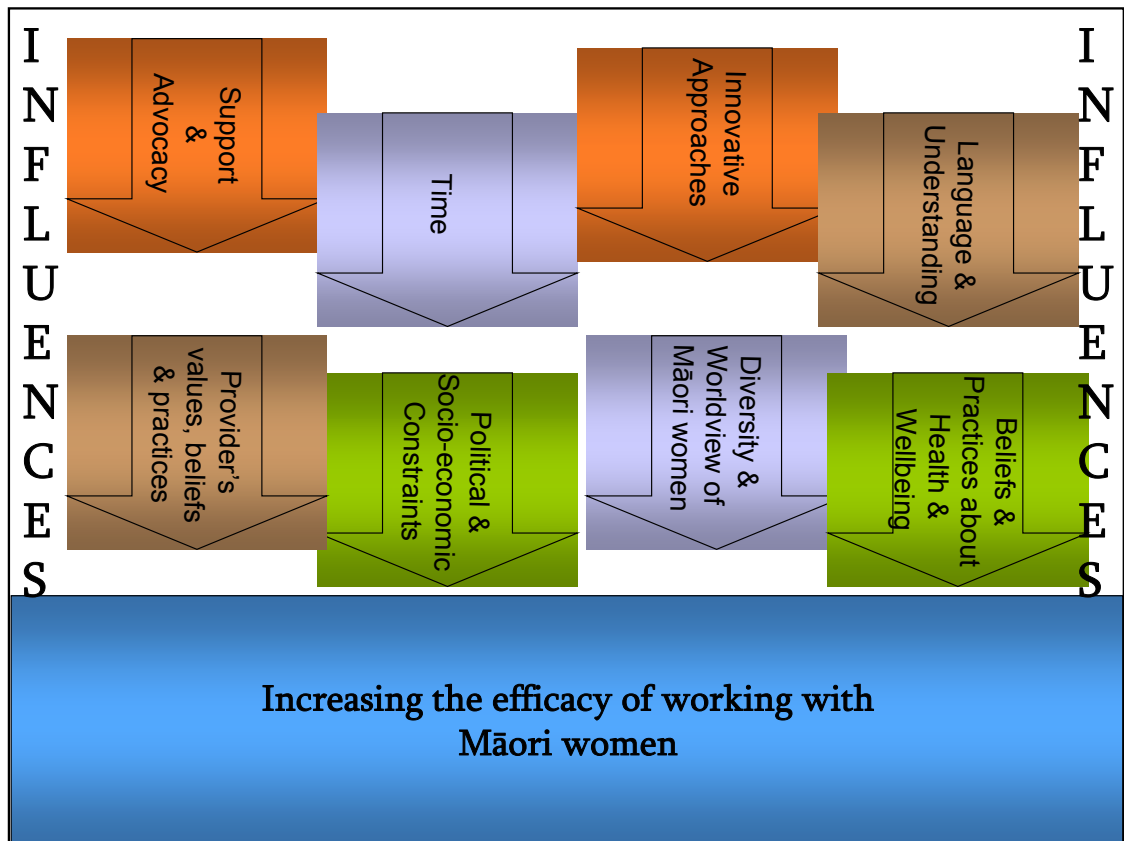 INFLUENCES
Support
&
Advocacy
Time
Innovative
Approaches
Language &
Understanding
INFLUENCES
Provider’s
values, beliefs
& practices
Political &
Socio-economic
Constraints
Diversity &
Worldview of
Māori women
Beliefs &
Practices about
Health &
Wellbeing
Increasing the efficacy of working with
Māori women